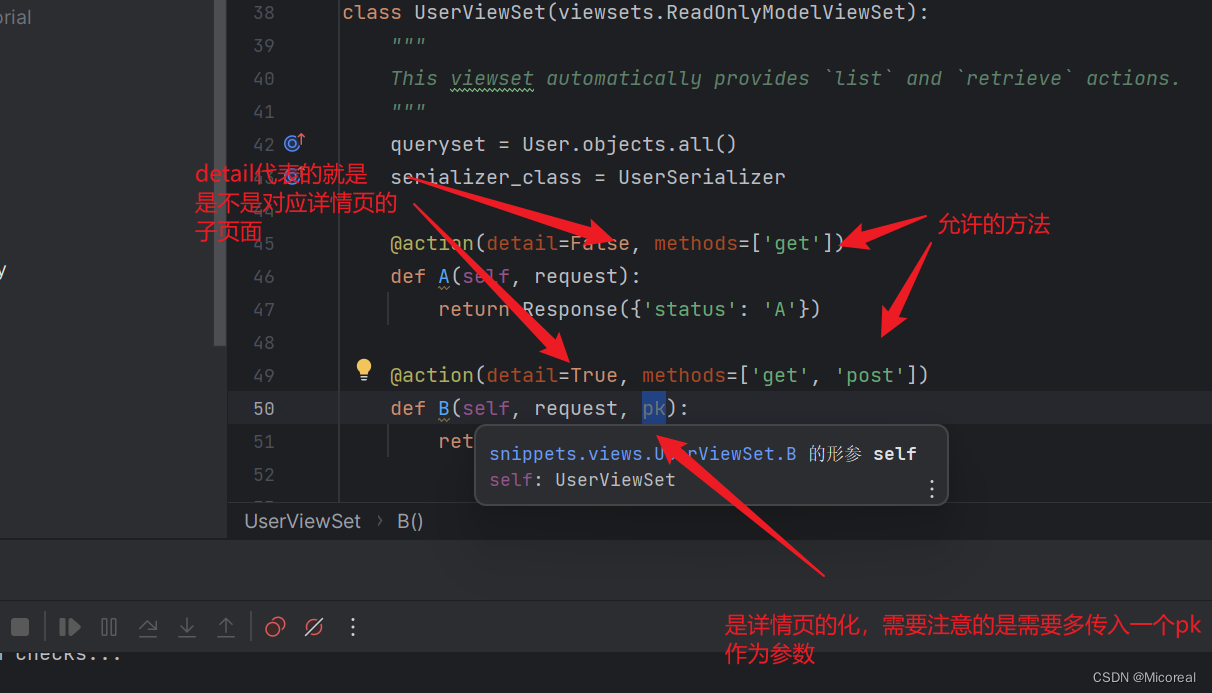 orial
38 class UserViewSet(viewsets.ReadOnlyModelViewSet):
39 """
40 This viewset automatically provides `list` and `retrieve` actions.
41 """
42 queryset = User.objects.all()
detail代表的就是
43 serializer_class = UserSerializer
是不是对应详情页的
44
子页面
允许的方法
45 @action(detail=False, methods=['get'])
y
46 def A(self, request):
47 return Response({'status': 'A'})
48
49 @action(detail=True, methods=['get', 'post'])
50 def B(self, request, pk):
51 ret
snippets.views.UserViewSet.B 的形参 self
52
self: UserViewSet
UserViewSet › B()
是详情页的化，需要注意的是需要多传入一个pk
作为参数
checks...
CSDN @Micoreal